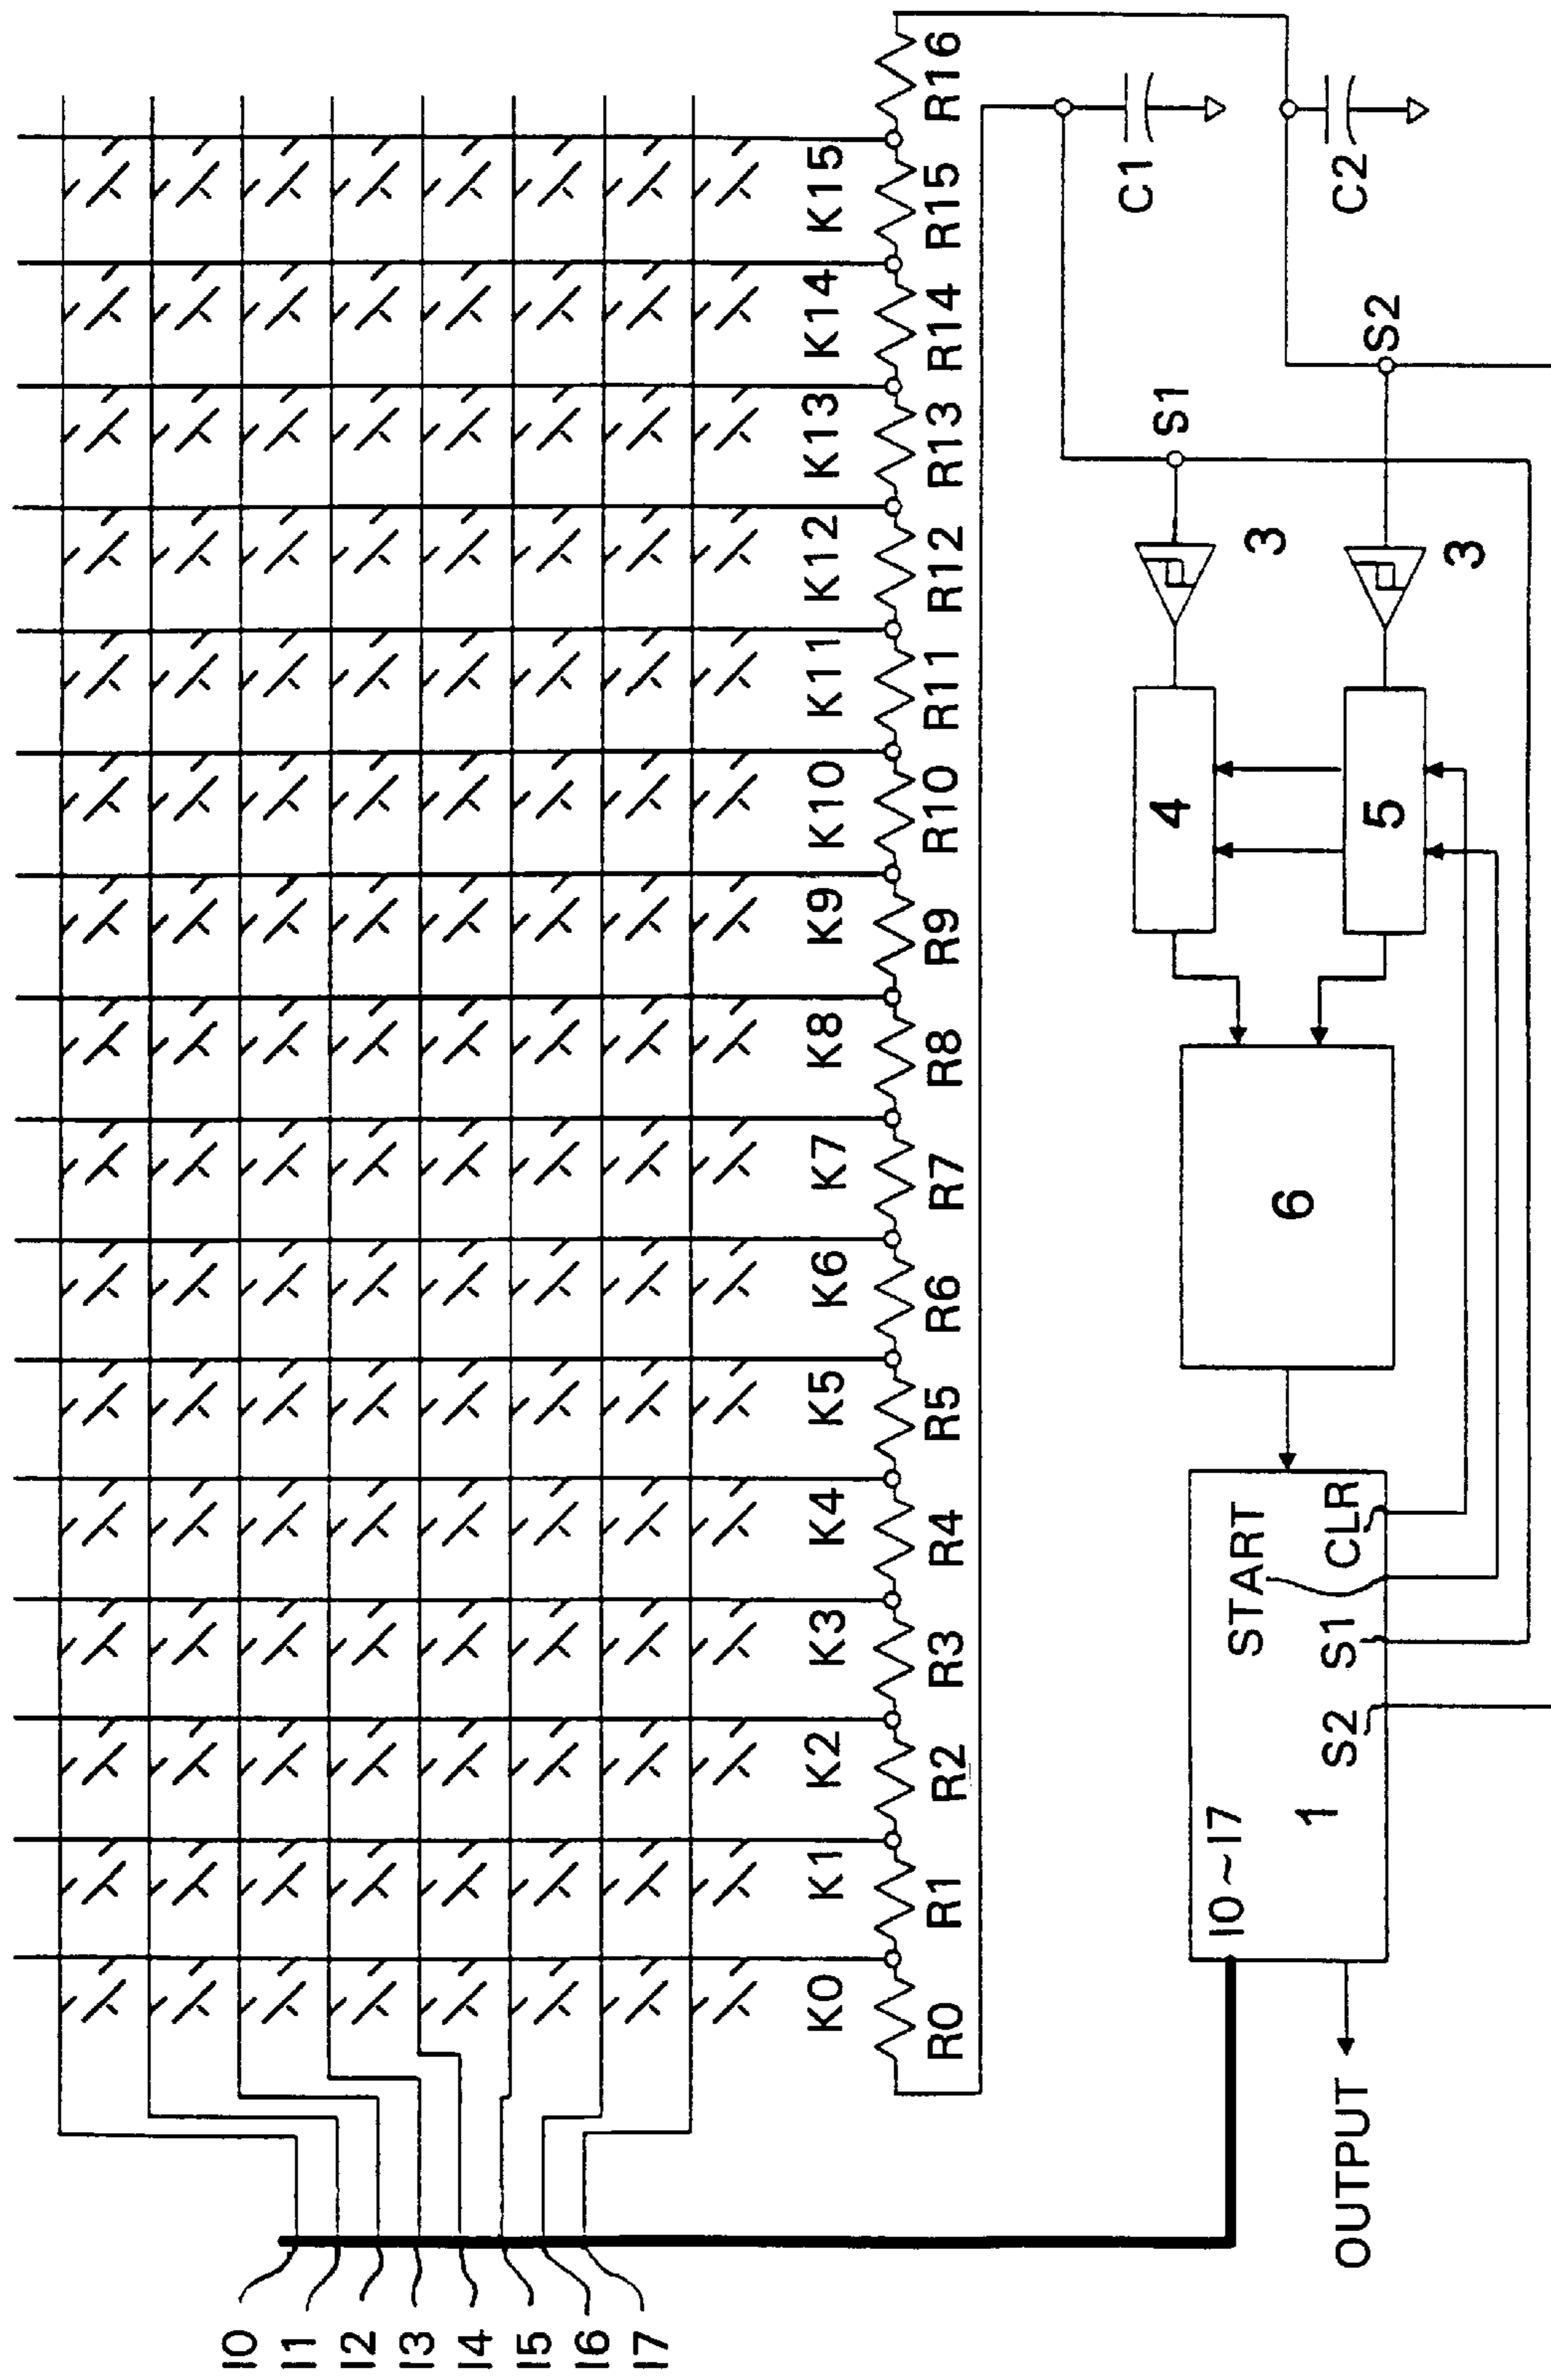 I0
I1
I2
I3
I4
I5
I6
I7
K0
K1
K2
K3
K4
K5
K6
K7
K8
K9
K10
K11
K12
K13
K14
K15
R0
R1
R2
R3
R4
R5
R6
R7
R8
R9
R10
R11
R12
R13
R14
R15
R16
C1
C2
S1
S2
3
3
4
5
6
START
CLR
S1
S2
I0~I7
1
OUTPUT